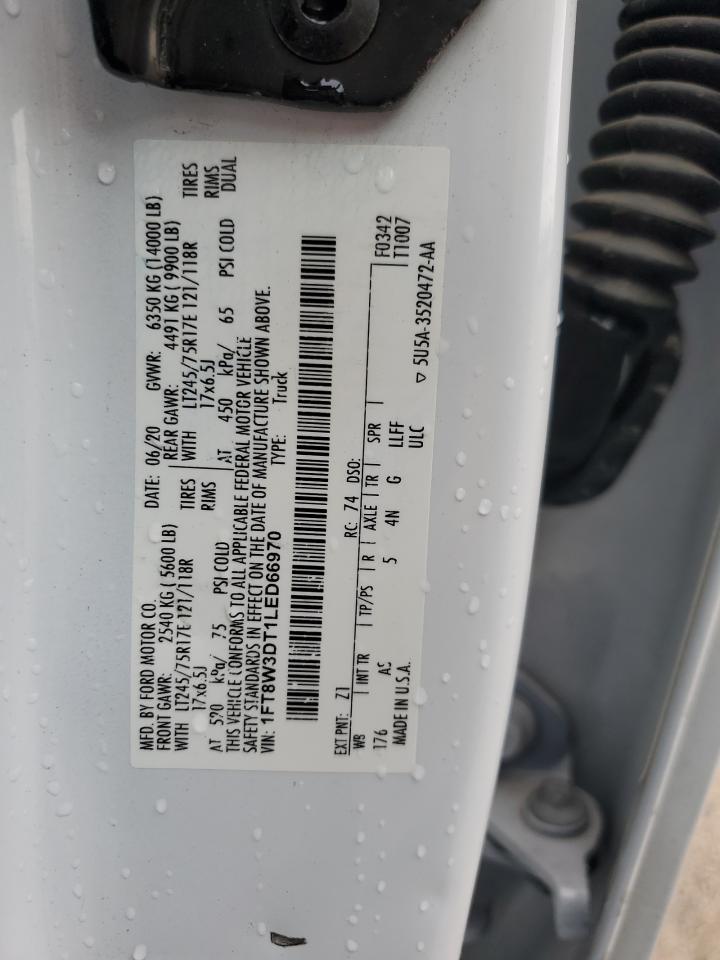 MFD. BY FORD MOTOR CO.
DATE: 06/20 GVWR: 6350 KG (14000 LB)
FRONT GAWR: 2540 KG (5600 LB)
REAR GAWR: 4491 KG (9900 LB)
WITH LT245/75R17E 121/118R TIRES
WITH LT245/75R17E 121/118R TIRES
17x6.5J RIMS
17x6.5J RIMS
AT 520 kPa/ 75 PSI COLD
AT 450 kPa/ 65 PSI COLD DUAL
THIS VEHICLE CONFORMS TO ALL APPLICABLE FEDERAL MOTOR VEHICLE
SAFETY STANDARDS IN EFFECT ON THE DATE OF MANUFACTURE SHOWN ABOVE.
VIN: 1FT8W3DT1LED66970
TYPE: Truck
EXT PNT: Z1 RC: 74 DSO:
WB INT TR TP/PS R AXLE TR SPR F0342
176 AS 5 4N G LLFF T1007
MADE IN U.S.A. ULC ▽ 5U5A-3520472-AA